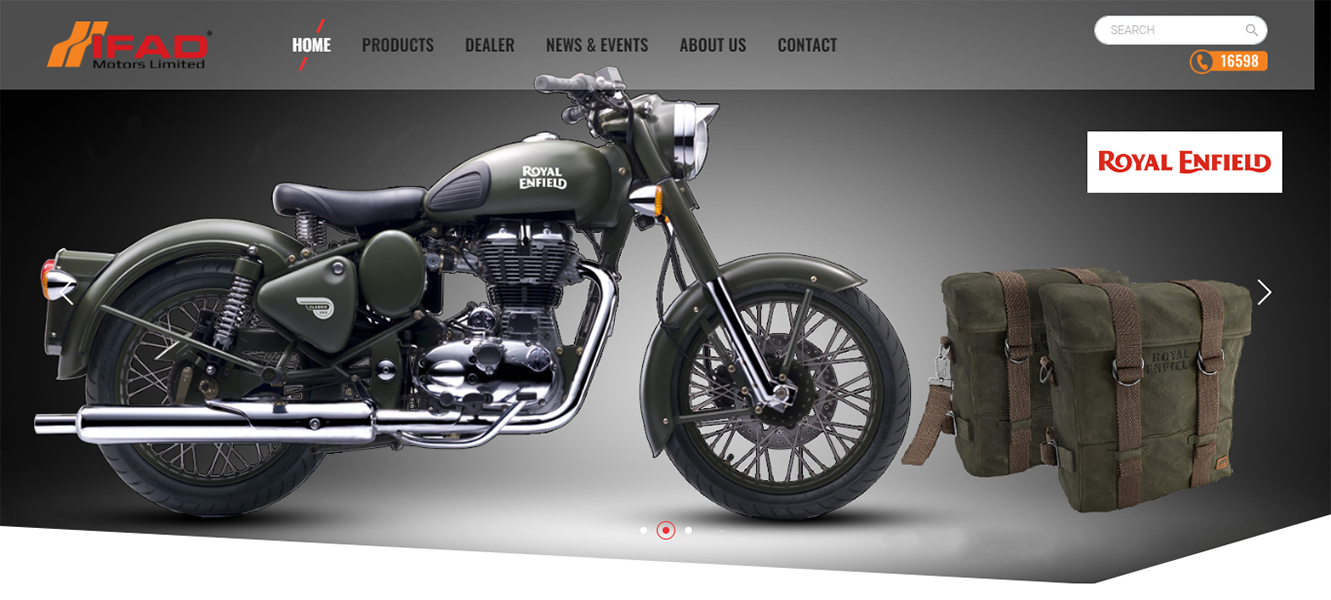 IFAD
Motors Limited
HOME
PRODUCTS
DEALER
NEWS & EVENTS
ABOUT US
CONTACT
SEARCH
16598
ROYAL ENFIELD
ROYAL
ENFIELD
CLASSIC
ROYAL
ENFIELD